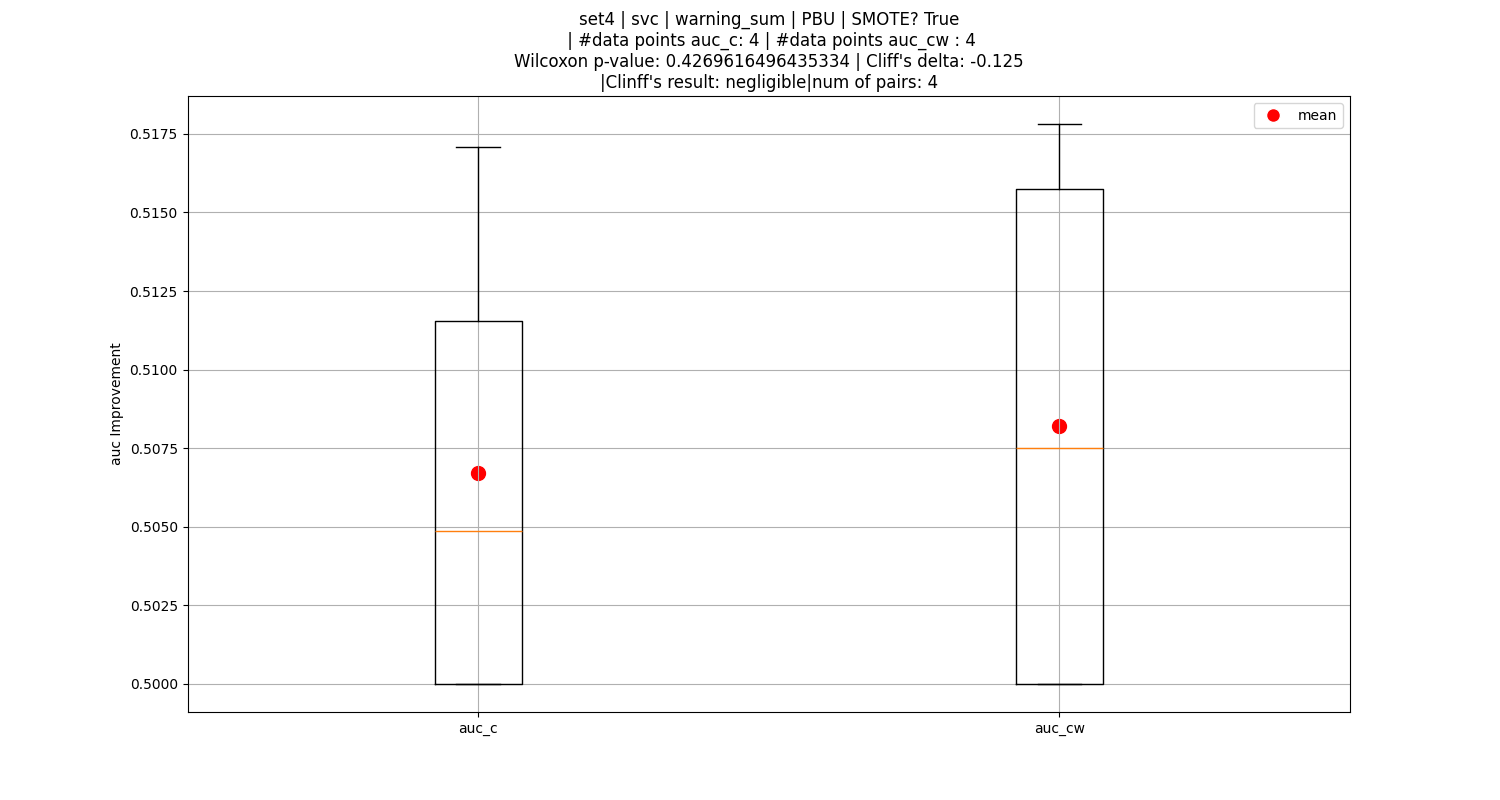 set4 | svc | warning_sum | PBU | SMOTE? True
| #data points auc_c: 4 | #data points auc_cw : 4
Wilcoxon p-value: 0.4269616496435334 | Cliff's delta: -0.125
|Clinff's result: negligible|num of pairs: 4
mean
0.5175
0.5150
0.5125
0.5100
0.5075
0.5050
0.5025
0.5000
auc Improvement
auc_c
auc_cw